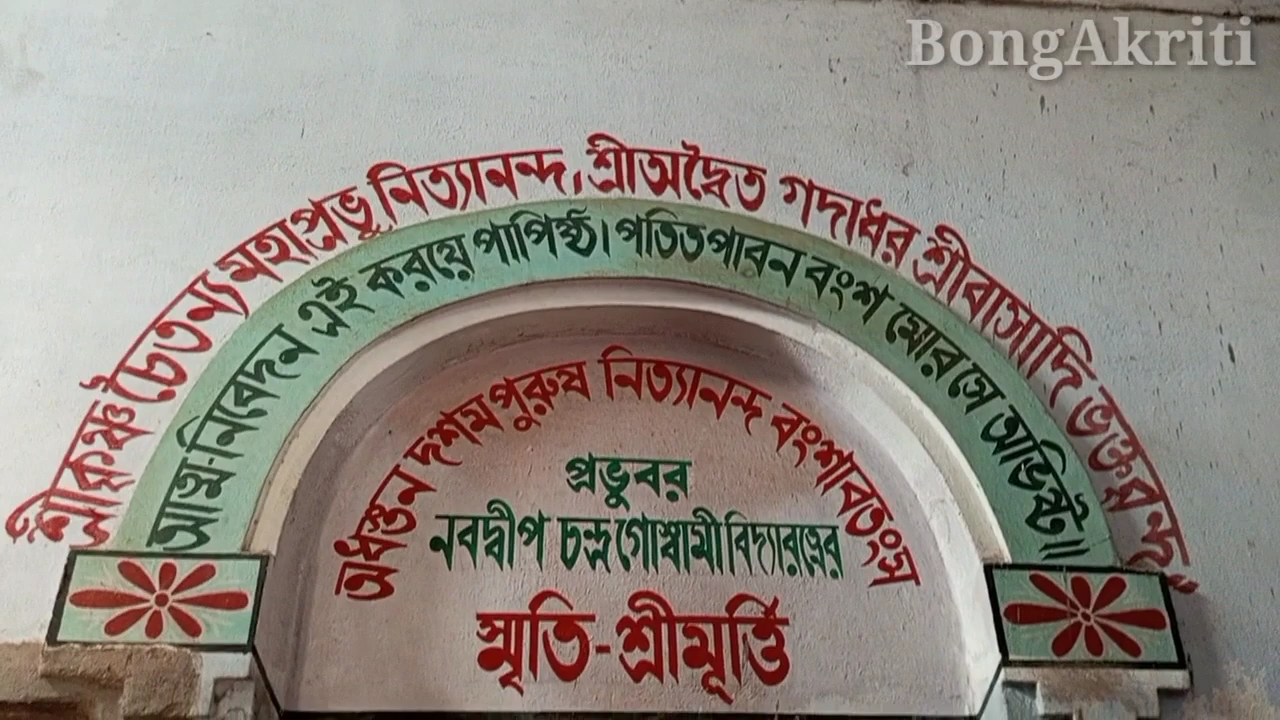 BongAkriti
শ্রীকৃষ্ণ চৈতন্য মহাপ্রভু নিত্যানন্দ, শ্রীঅদ্বৈত গদাধর শ্রীবাসাদি ভক্তবৃন্দ
আত্ম-নিবেদন এই করয়ে পাপিষ্ঠ। পতিতপাবন বংশ মোর সে অভিষ্ট॥
অধস্তন দশম পুরুষ নিত্যানন্দ বংশাবতংস
প্রভুবর
নবদ্বীপ চন্দ্র গোস্বামী বিদ্যারত্নের
স্মৃতি-শ্রীমূর্ত্তি